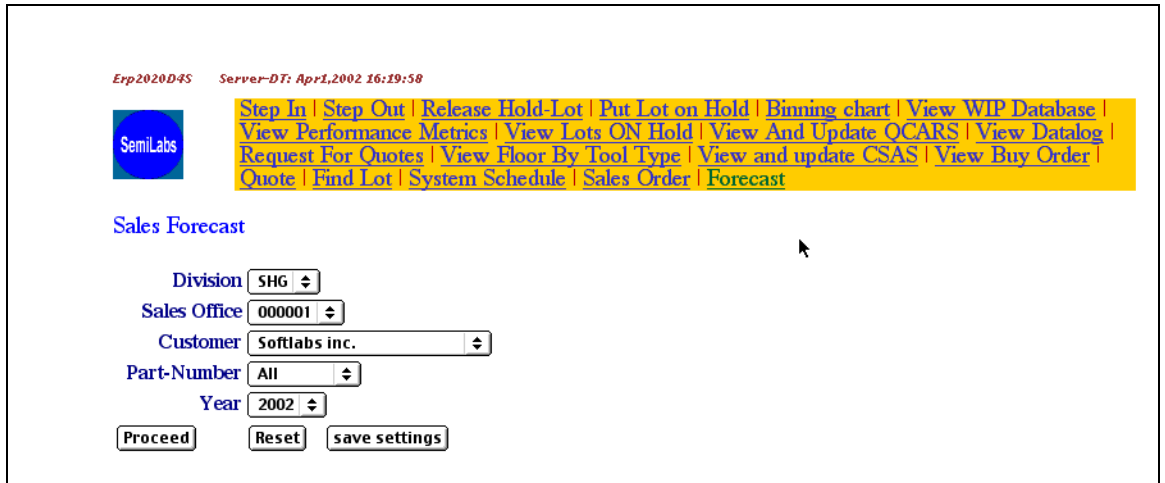 Erp2020D4S Server-DT: Apr1,2002 16:19:58
SemiLabs
Step In | Step Out | Release Hold-Lot | Put Lot on Hold | Binning chart | View WIP Database |
View Performance Metrics | View Lots ON Hold | View And Update QCARS | View Datalog |
Request For Quotes | View Floor By Tool Type | View and update CSAS | View Buy Order |
Quote | Find Lot | System Schedule | Sales Order | Forecast
Sales Forecast
Division SHG
Sales Office 000001
Customer Softlabs inc.
Part-Number All
Year 2002
Proceed Reset save settings